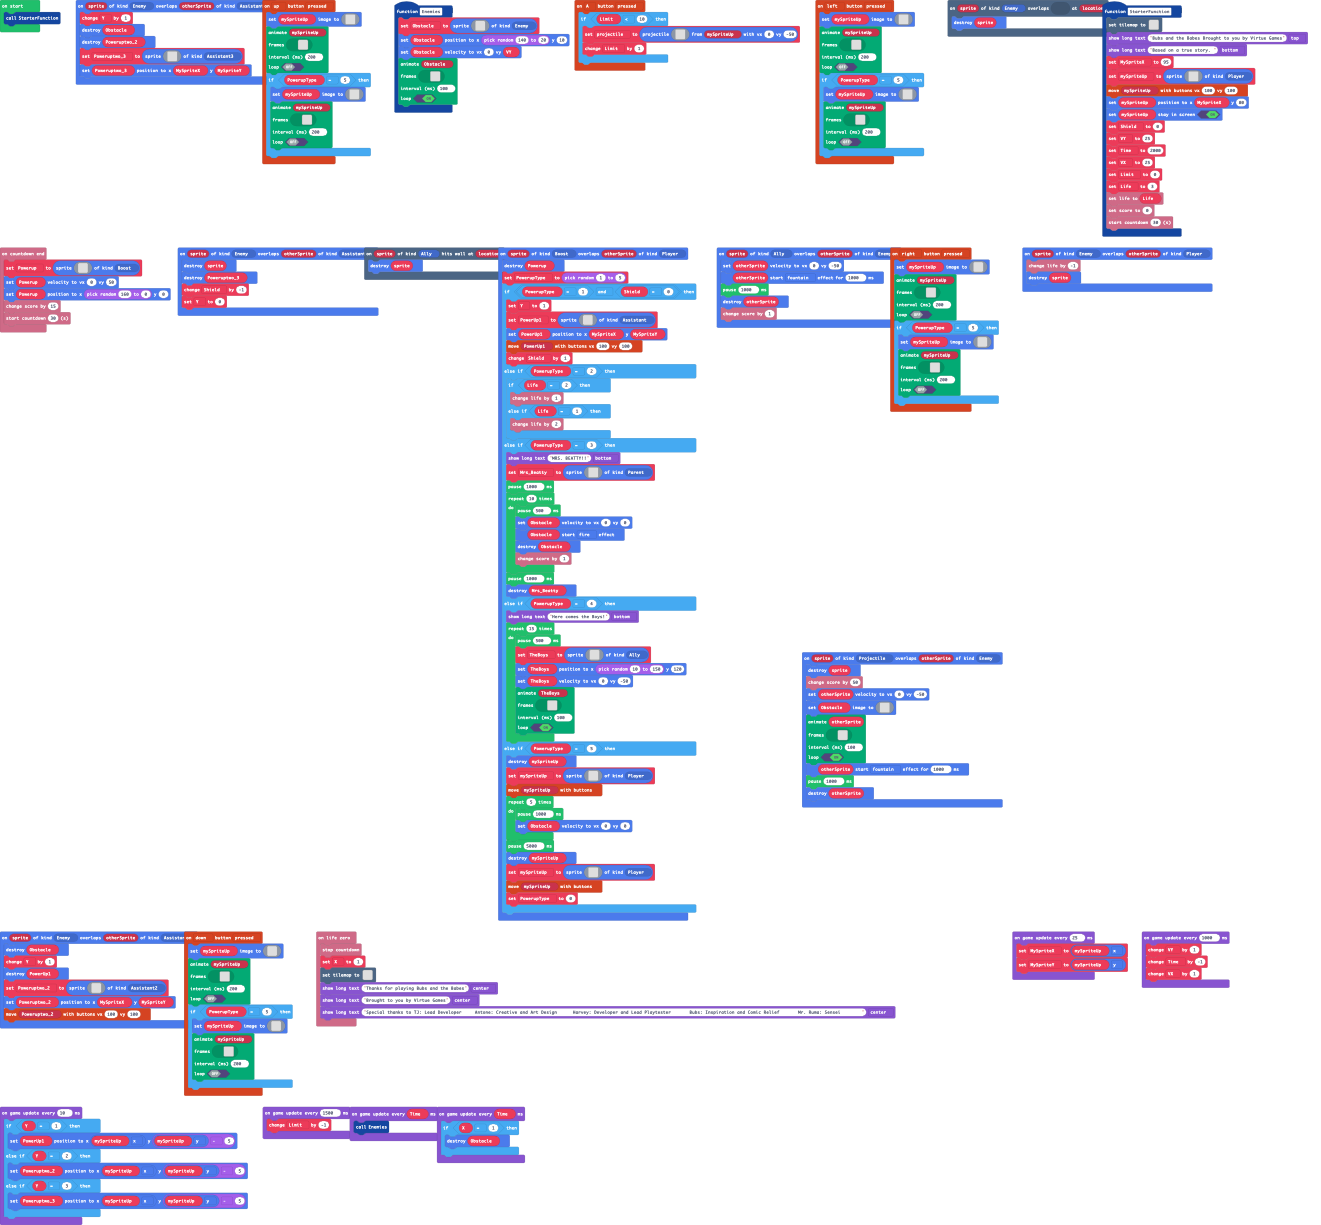 on start
call StarterFunction
on sprite of kind Enemy overlaps otherSprite of kind Assistan
change Y by 1
destroy Obstacle
destroy Poweruptwo_2
set Poweruptwo_3 to sprite of kind Assistant3
set Poweruptwo_3 position to x MySpriteX y MySpriteY
on up button pressed
set mySpriteUp image to
animate mySpriteUp
frames
interval (ms) 200
loop OFF
if PowerupType = 5 then
set mySpriteUp image to
animate mySpriteUp
frames
interval (ms) 200
loop OFF
function Enemies
set Obstacle to sprite of kind Enemy
set Obstacle position to x pick random 140 to 20 y 10
set Obstacle velocity to vx 0 vy VY
animate Obstacle
frames
interval (ms) 100
loop
on A button pressed
if Limit < 10 then
set projectile to projectile from mySpriteUp with vx 0 vy -50
change Limit by 1
on left button pressed
set mySpriteUp image to
animate mySpriteUp
frames
interval (ms) 200
loop OFF
if PowerupType = 5 then
set mySpriteUp image to
animate mySpriteUp
frames
interval (ms) 200
loop OFF
on sprite of kind Enemy overlaps at location
destroy sprite
function StarterFunction
set tilemap to
show long text "Bubs and the Babes Brought to you by Virtue Games" top
show long text "Based on a true story." bottom
set MySpriteX to 95
set mySpriteUp to sprite of kind Player
move mySpriteUp with buttons vx 100 vy 100
set mySpriteUp position to x MySpriteX y 80
set mySpriteUp stay in screen
set Shield to 0
set VY to 25
set Time to 2000
set VX to 25
set Limit to 0
set Life to 3
set life to Life
set score to 0
start countdown 30 (s)
on countdown end
set Powerup to sprite of kind Boost
set Powerup velocity to vx 0 vy 50
set Powerup position to x pick random 160 to 0 y 0
change score by 15
start countdown 30 (s)
on sprite of kind Enemy overlaps otherSprite of kind Assistan
destroy sprite
destroy Poweruptwo_3
change Shield by -1
set Y to 0
on sprite of kind Ally hits wall at locatio
destroy sprite
on sprite of kind Boost overlaps otherSprite of kind Player
destroy Powerup
set PowerupType to pick random 1 to 5
if PowerupType = 1 and Shield = 0 then
set Y to 1
set PowerUp1 to sprite of kind Assistant
set PowerUp1 position to x MySpriteX y MySpriteY
move PowerUp1 with buttons vx 100 vy 100
change Shield by 1
else if PowerupType = 2 then
if Life = 2 then
change life by 1
else if Life = 1 then
change life by 2
else if PowerupType = 3 then
show long text "MRS. BEATTY!!" bottom
set Mrs_Beatty to sprite of kind Parent
pause 1000 ms
repeat 10 times
do
pause 500 ms
set Obstacle velocity to vx 0 vy 0
Obstacle start fire effect
destroy Obstacle
change score by 1
pause 1000 ms
destroy Mrs_Beatty
else if PowerupType = 4 then
show long text "Here comes the Boys!" bottom
repeat 15 times
do
pause 500 ms
set TheBoys to sprite of kind Ally
set TheBoys position to x pick random 10 to 150 y 120
set TheBoys velocity to vx 0 vy -50
animate TheBoys
frames
interval (ms) 100
loop
else if PowerupType = 5 then
destroy mySpriteUp
set mySpriteUp to sprite of kind Player
move mySpriteUp with buttons
repeat 5 times
do
pause 1000 ms
set Obstacle velocity to vx 0 vy 0
pause 5000 ms
destroy mySpriteUp
set mySpriteUp to sprite of kind Player
move mySpriteUp with buttons
set PowerupType to 0
on sprite of kind Ally overlaps otherSprite of kind Enem
set otherSprite velocity to vx 0 vy -50
otherSprite start fountain effect for 1000 ms
pause 1000 ms
destroy otherSprite
change score by 1
on right button pressed
set mySpriteUp image to
animate mySpriteUp
frames
interval (ms) 200
loop OFF
if PowerupType = 5 then
set mySpriteUp image to
animate mySpriteUp
frames
interval (ms) 200
loop OFF
on sprite of kind Enemy overlaps otherSprite of kind Player
change life by -1
destroy sprite
on sprite of kind Projectile overlaps otherSprite of kind Enemy
destroy sprite
change score by 50
set otherSprite velocity to vx 0 vy -50
set Obstacle image to
animate otherSprite
frames
interval (ms) 100
loop
otherSprite start fountain effect for 1000 ms
pause 1000 ms
destroy otherSprite
on sprite of kind Enemy overlaps otherSprite of kind Assistan
destroy Obstacle
change Y by 1
destroy PowerUp1
set Poweruptwo_2 to sprite of kind Assistant2
set Poweruptwo_2 position to x MySpriteX y MySpriteY
move Poweruptwo_2 with buttons vx 100 vy 100
on down button pressed
set mySpriteUp image to
animate mySpriteUp
frames
interval (ms) 200
loop OFF
if PowerupType = 5 then
set mySpriteUp image to
animate mySpriteUp
frames
interval (ms) 200
loop OFF
on life zero
stop countdown
set X to 1
set tilemap to
show long text "Thanks for playing Bubs and the Babes" center
show long text "Brought to you by Virtue Games" center
show long text "Special thanks to TJ: Lead Developer Antone: Creative and Art Design Harvey: Developer and Lead Playtester Bubs: Inspiration and Comic Relief Mr. Kuma: Sensei" center
on game update every 25 ms
set MySpriteX to mySpriteUp x
set MySpriteY to mySpriteUp y
on game update every 1000 ms
change VY by 1
change Time by -1
change VX by 1
on game update every 10 ms
if Y = 1 then
set PowerUp1 position to x mySpriteUp x y mySpriteUp y - 5
else if Y = 2 then
set Poweruptwo_2 position to x mySpriteUp x y mySpriteUp y - 5
else if Y = 3 then
set Poweruptwo_3 position to x mySpriteUp x y mySpriteUp y - 5
on game update every 1500 ms
change Limit by -1
on game update every Time ms
call Enemies
on game update every Time ms
if X = 1 then
destroy Obstacle